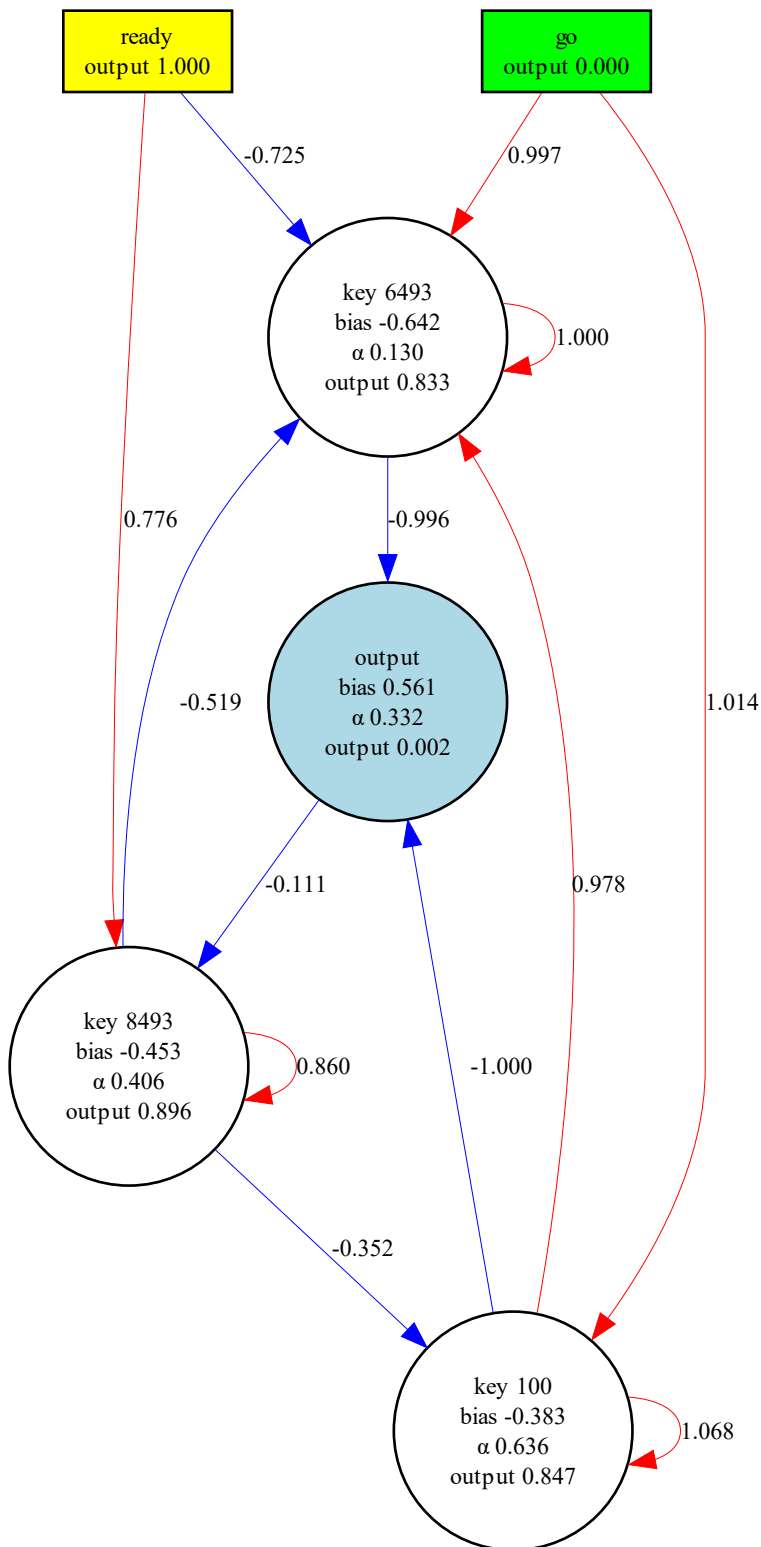 ready
output 1.000
go
output 0.000
-0.725
0.997
key 6493
bias -0.642
α 0.130
output 0.833
1.000
0.776
-0.996
output
bias 0.561
α 0.332
output 0.002
-0.519
1.014
-0.111
0.978
key 8493
bias -0.453
α 0.406
output 0.896
0.860
-1.000
-0.352
key 100
bias -0.383
α 0.636
output 0.847
1.068